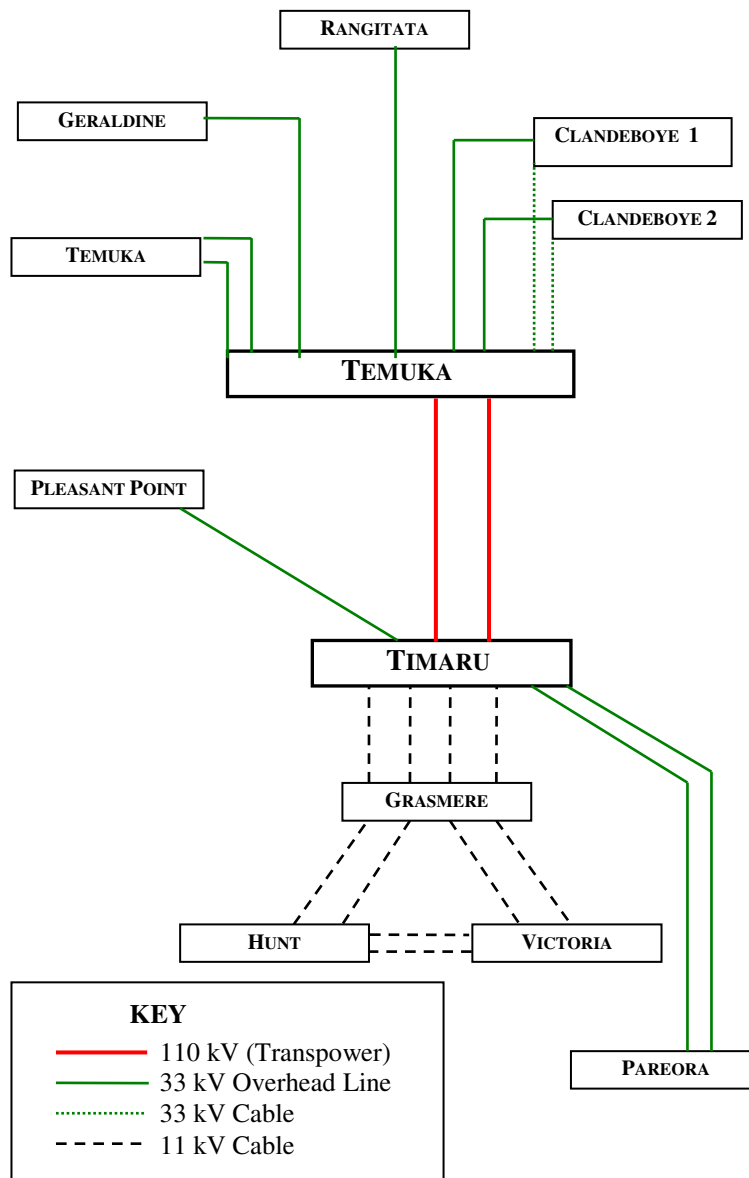 RANGITATA
GERALDINE
CLANDEBOYE 1
CLANDEBOYE 2
TEMUKA
TEMUKA
PLEASANT POINT
TIMARU
GRASMERE
HUNT
VICTORIA
PAREORA
KEY
110 kV (Transpower)
33 kV Overhead Line
33 kV Cable
11 kV Cable